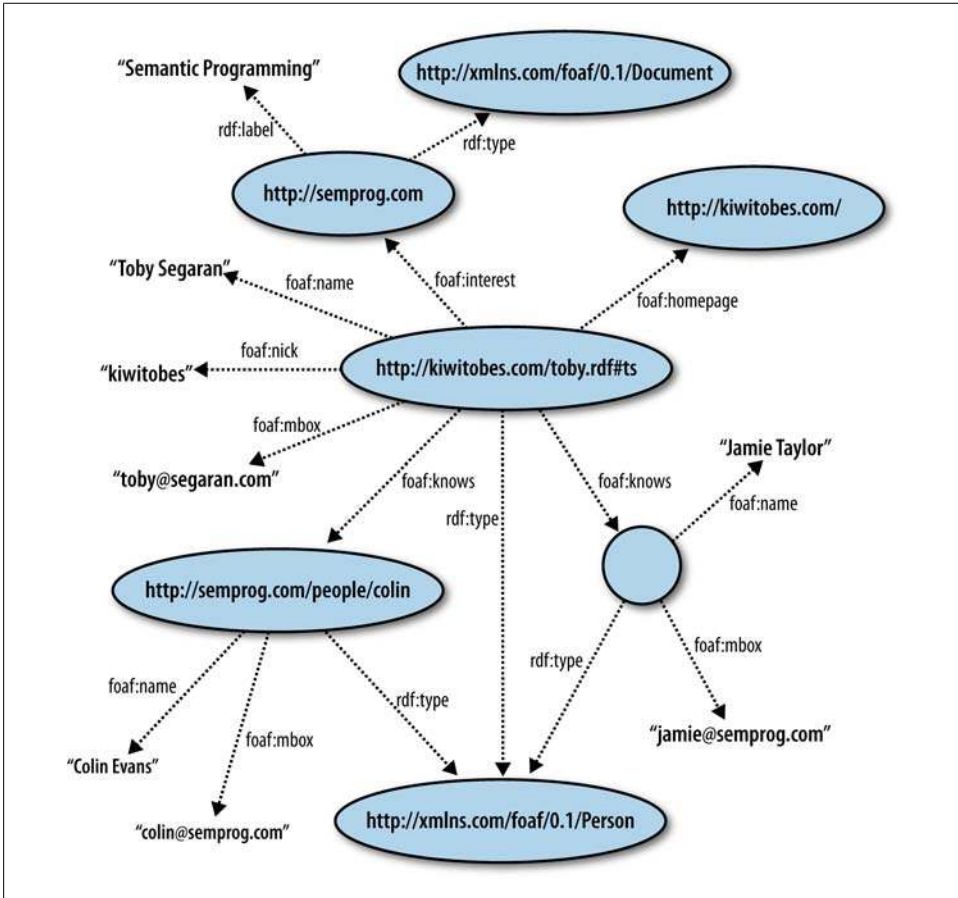 “Semantic Programming”
http://xmlns.com/foaf/0.1/Document
rdf:label
rdf:type
http://semprog.com
http://kiwitobes.com/
“Toby Segaran”
foaf:name
foaf:interest
foaf:homepage
foaf:nick
“kiwitobes”
http://kiwitobes.com/toby.rdf#ts
foaf:mbox
“toby@segaran.com”
foaf:knows
rdf:type
foaf:knows
“Jamie Taylor”
foaf:name
http://semprog.com/people/colin
foaf:name
foaf:mbox
rdf:type
rdf:type
foaf:mbox
“Colin Evans”
“colin@semprog.com”
http://xmlns.com/foaf/0.1/Person
“jamie@semprog.com”